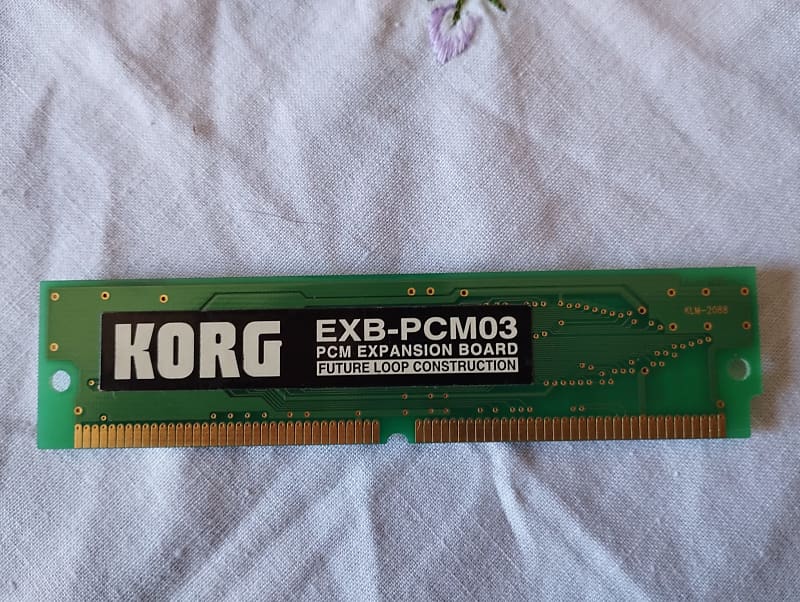 KORG
EXB-PCM03
PCM EXPANSION BOARD
FUTURE LOOP CONSTRUCTION
KLM-2088